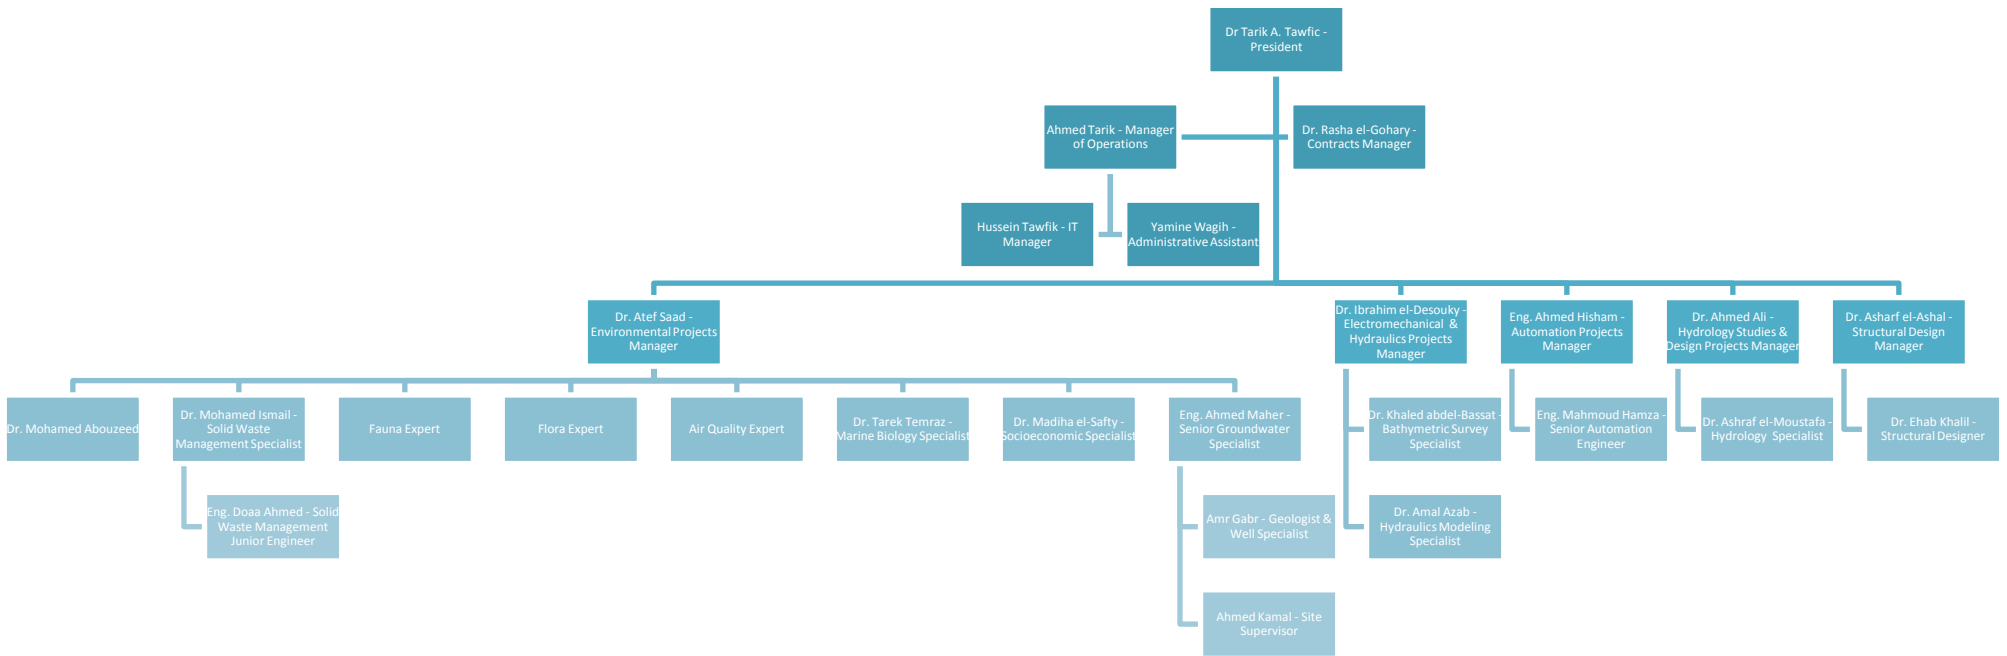 Dr Tarik A. Tawfic -
President
Ahmed Tarik - Manager
of Operations
Dr. Rasha el-Gohary -
Contracts Manager
Hussein Tawfik - IT
Manager
Yamine Wagih -
Administrative Assistant
Dr. Atef Saad -
Environmental Projects
Manager
Dr. Ibrahim el-Desouky -
Electromechanical &
Hydraulics Projects
Manager
Eng. Ahmed Hisham -
Automation Projects
Manager
Dr. Ahmed Ali -
Hydrology Studies &
Design Projects Manager
Dr. Asharf el-Ashal -
Structural Design
Manager
Dr. Mohamed Abouzeed
Dr. Mohamed Ismail -
Solid Waste
Management Specialist
Fauna Expert
Flora Expert
Air Quality Expert
Dr. Tarek Temraz -
Marine Biology Specialist
Dr. Madiha el-Safty -
Socioeconomic Specialist
Eng. Ahmed Maher -
Senior Groundwater
Specialist
Dr. Khaled abdel-Bassat -
Bathymetric Survey
Specialist
Eng. Mahmoud Hamza -
Senior Automation
Engineer
Dr. Ashraf el-Moustafa -
Hydrology Specialist
Dr. Ehab Khalil -
Structural Designer
Eng. Doaa Ahmed - Solid
Waste Management
Junior Engineer
Amr Gabr - Geologist &
Well Specialist
Dr. Amal Azab -
Hydraulics Modeling
Specialist
Ahmed Kamal - Site
Supervisor